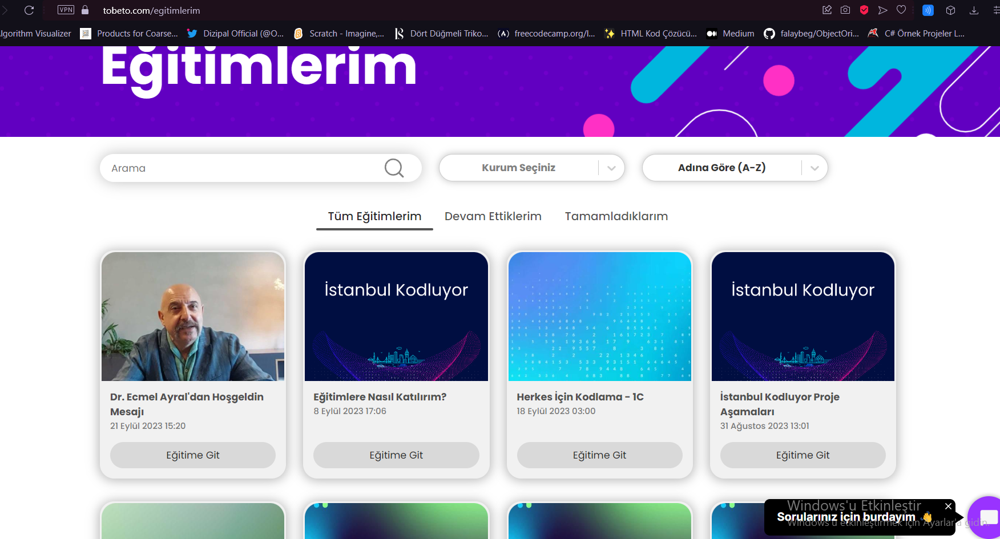 VPN
tobeto.com/egitimlerim
lgorithm Visualizer
Products for Coarse...
Dizipal Official (@O...
Scratch - Imagine,...
Dört Düğmeli Triko...
freecodecamp.org/l...
HTML Kod Çözücü...
Medium
falaybeg/ObjectOri...
C# Örnek Projeler L...
Eğitimlerim
Arama
Kurum Seçiniz
Adına Göre (A-Z)
Tüm Eğitimlerim
Devam Ettiklerim
Tamamladıklarım
İstanbul Kodluyor
İstanbul Kodluyor
Dr. Ecmel Ayral'dan Hoşgeldin
Mesajı
21 Eylül 2023 15:20
Eğitime Git
Eğitimlere Nasıl Katılırım?
8 Eylül 2023 17:06
Eğitime Git
Herkes İçin Kodlama - 1C
18 Eylül 2023 03:00
Eğitime Git
İstanbul Kodluyor Proje
Aşamaları
31 Ağustos 2023 13:01
Eğitime Git
Windows'u Etkinleştir
Sorularınız için burdayım 👋
Windows'u etkinleştirmek için Ayarlar'a gidin.